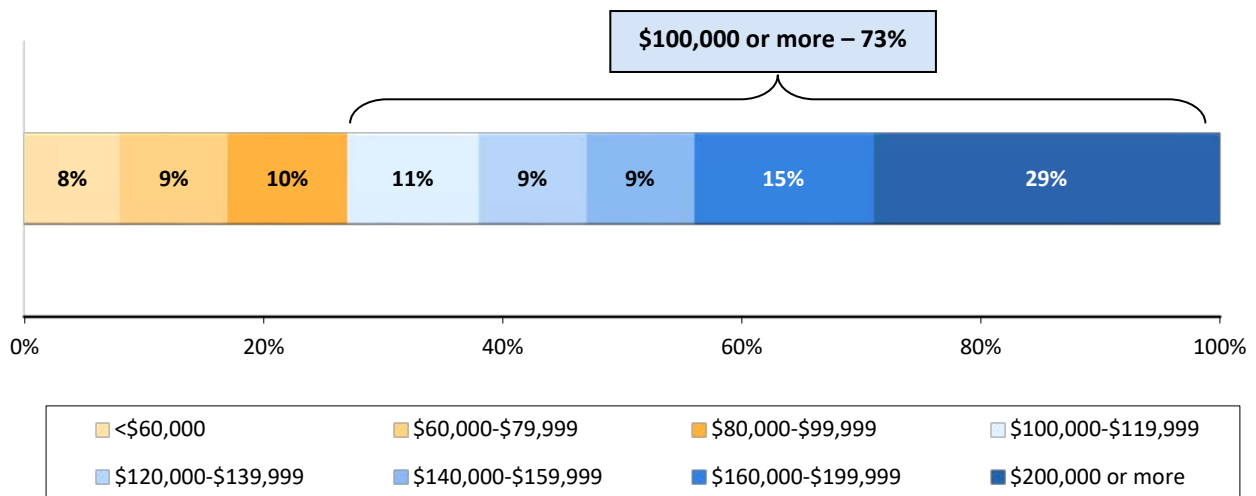 $100,000 or more – 73%
8% 9% 10% 11% 9% 9% 15% 29%
0% 20% 40% 60% 80% 100%
<$60,000 $60,000-$79,999 $80,000-$99,999 $100,000-$119,999
$120,000-$139,999 $140,000-$159,999 $160,000-$199,999 $200,000 or more